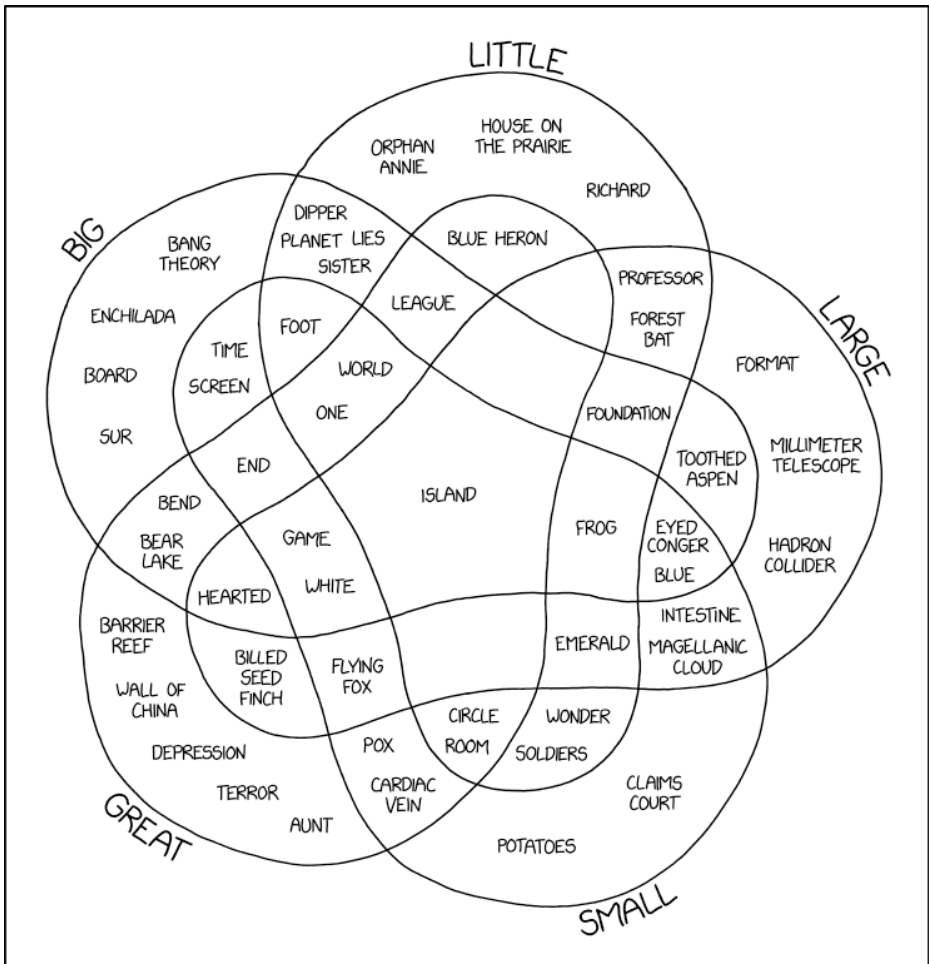 LITTLE
ORPHAN
ANNIE
HOUSE ON
THE PRAIRIE
RICHARD
BIG
BANG
THEORY
ENCHILADA
BOARD
SUR
DIPPER
PLANET LIES
SISTER
BLUE HERON
LEAGUE
FOOT
TIME
SCREEN
WORLD
ONE
LARGE
PROFESSOR
FOREST
BAT
FORMAT
FOUNDATION
TOOTHED
ASPEN
MILLIMETER
TELESCOPE
HADRON
COLLIDER
END
BEND
BEAR
LAKE
ISLAND
GAME
WHITE
HEARTED
FROG
EYED
CONGER
BLUE
INTESTINE
MAGELLANIC
CLOUD
EMERALD
BARRIER
REEF
WALL OF
CHINA
DEPRESSION
TERROR
AUNT
BILLED
SEED
FINCH
FLYING
FOX
POX
CARDIAC
VEIN
CIRCLE
ROOM
WONDER
SOLDIERS
CLAIMS
COURT
POTATOES
GREAT
SMALL